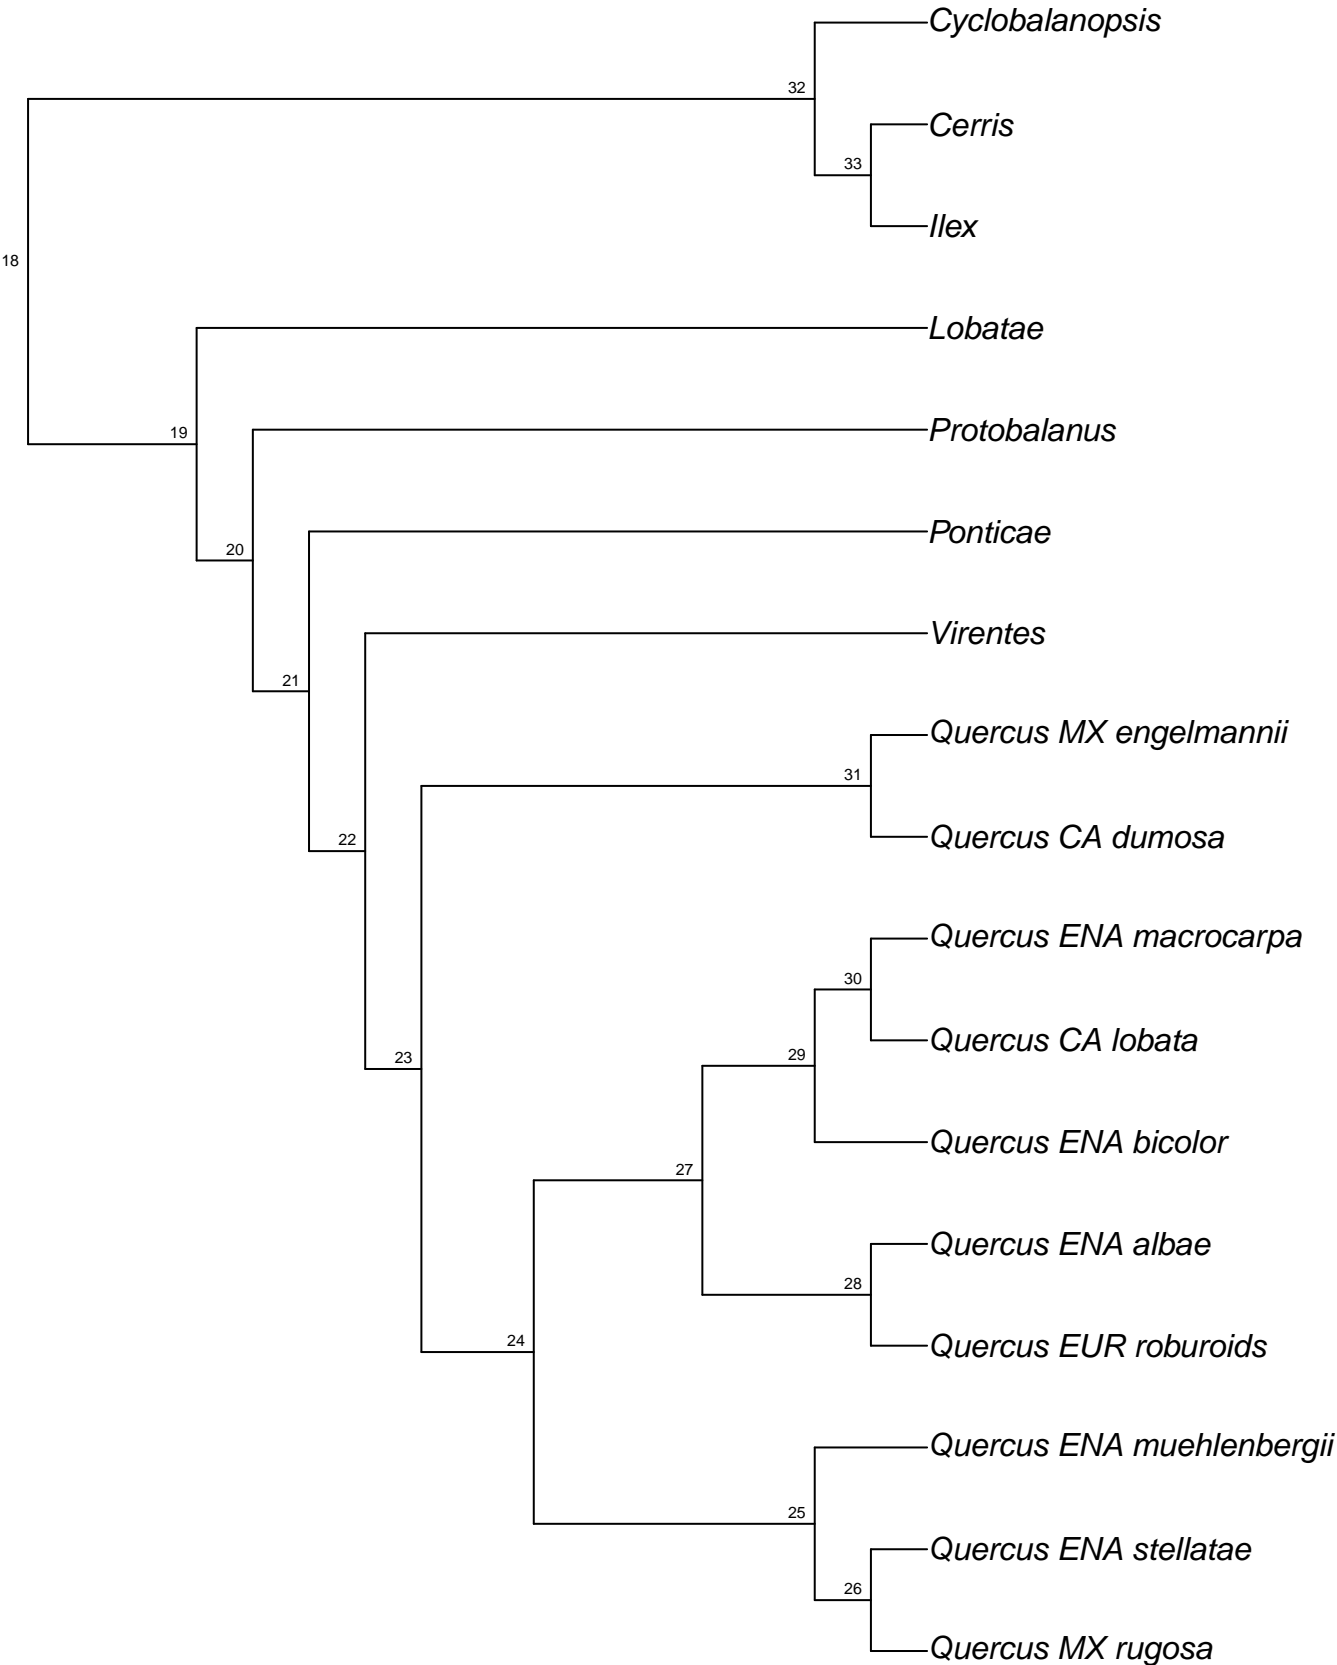 Cyclobalanopsis
32
Cerris
33
Ilex
18
Lobatae
19
Protobalanus
20
Ponticae
21
Virentes
22
Quercus MX engelmannii
31
Quercus CA dumosa
23
Quercus ENA macrocarpa
30
Quercus CA lobata
29
Quercus ENA bicolor
27
Quercus ENA albae
28
Quercus EUR roburoids
24
Quercus ENA muehlenbergii
25
Quercus ENA stellatae
26
Quercus MX rugosa